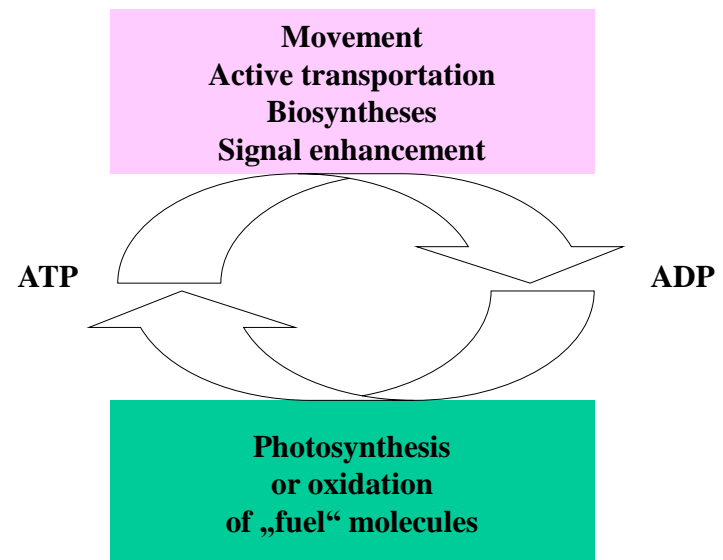 Movement
Active transportation
Biosyntheses
Signal enhancement
ATP
ADP
Photosynthesis
or oxidation
of „fuel“ molecules